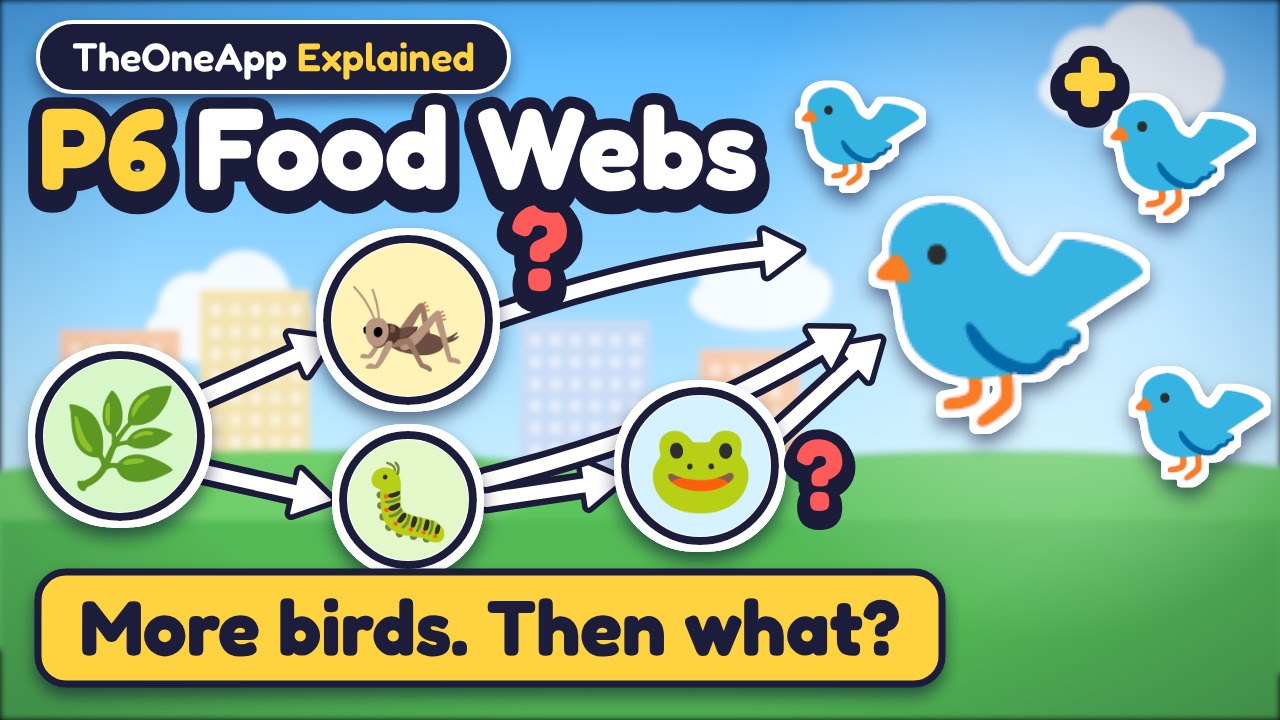 TheOneApp Explained
P6 Food Webs
?
?
More birds. Then what?